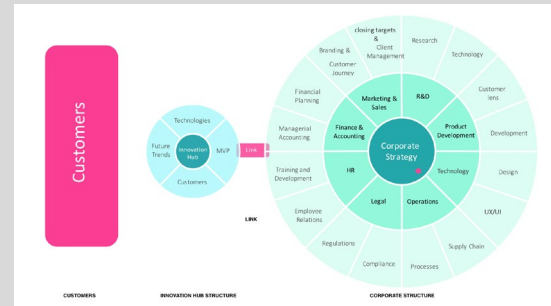 Customers
Technologies
Future
Trends
Innovation
Hub
MVP
Customers
Link
LINK
closing targets
&
Client
Management
Research
Technology
Customer
lens
Development
Design
UX/UI
Supply Chain
Processes
Compliance
Regulations
Employee
Relations
Training and
Development
Managerial
Accounting
Financial
Planning
Branding &
Customer
Journey
Marketing &
Sales
R&D
Product
Development
Technology
Operations
Legal
HR
Finance &
Accounting
Corporate
Strategy
CUSTOMERS
INNOVATION HUB STRUCTURE
CORPORATE STRUCTURE